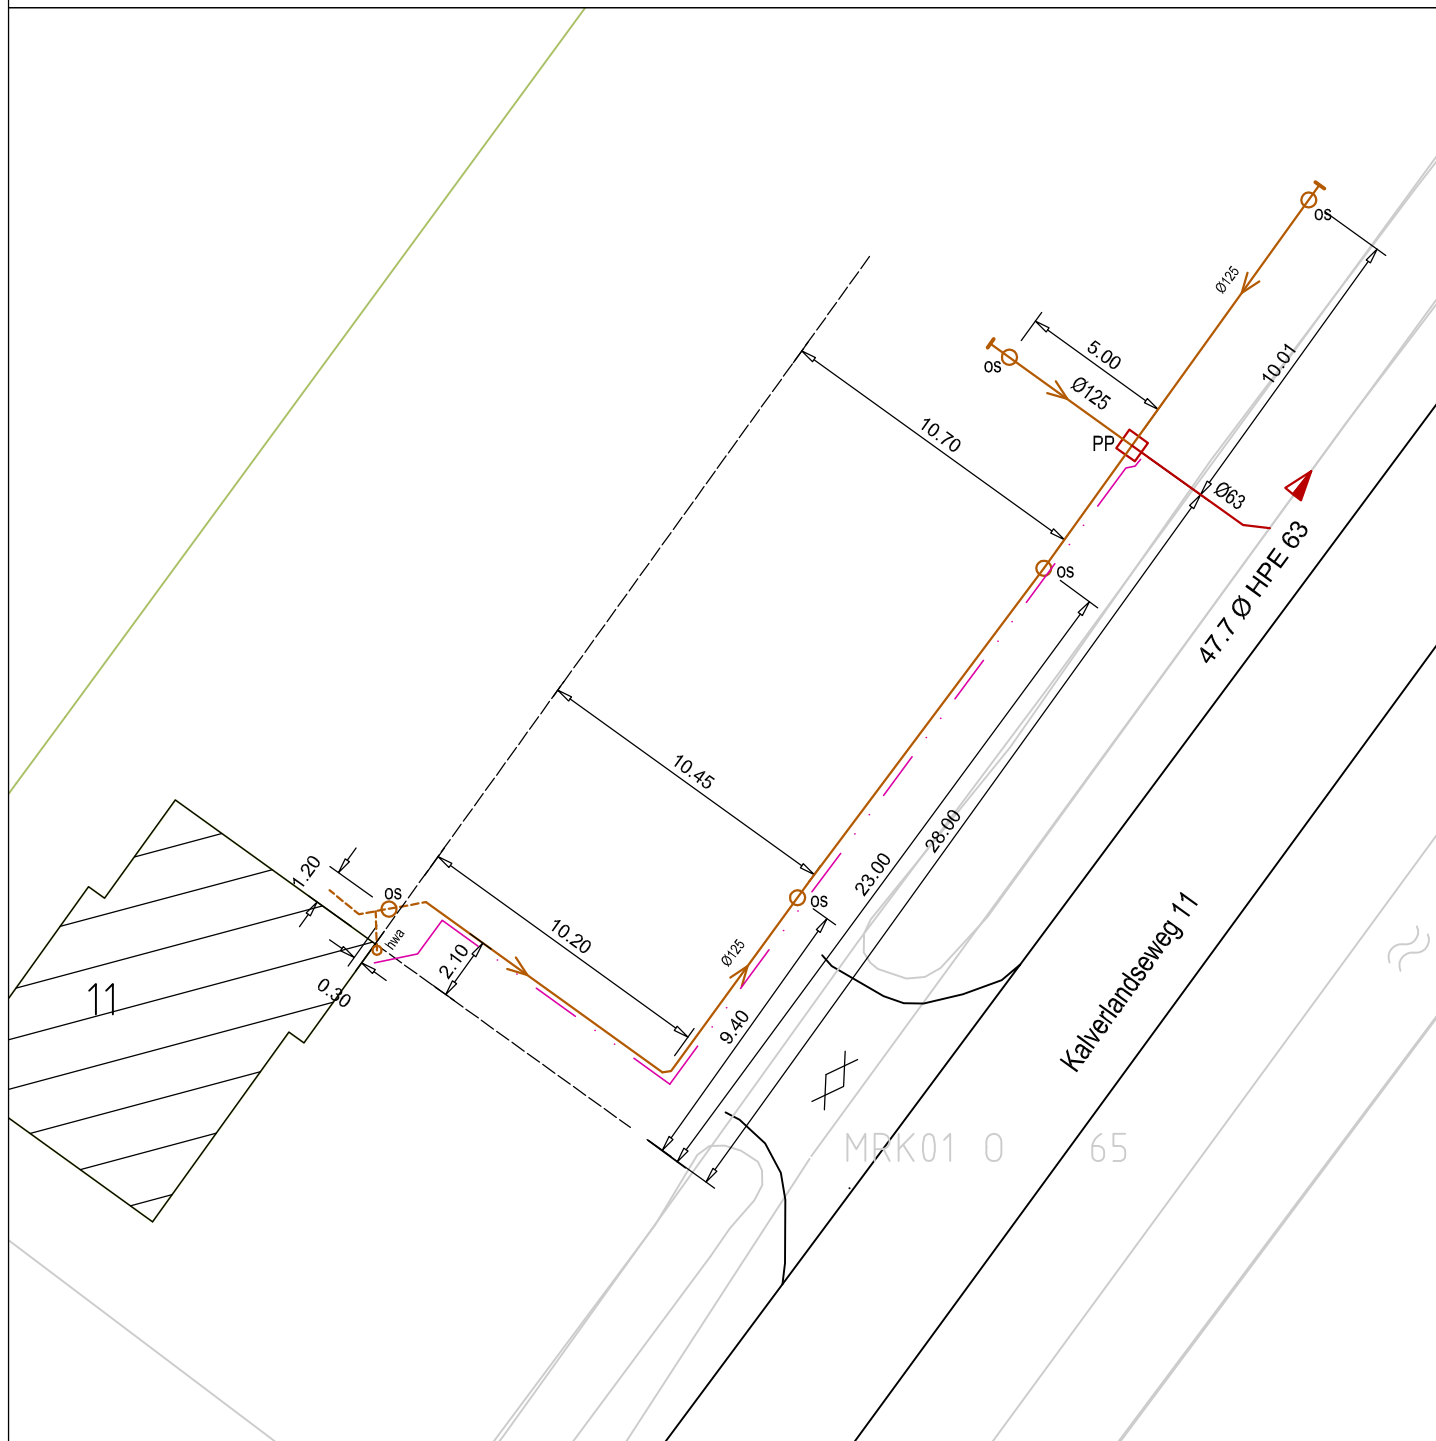 os
Ø125
10.01
5.00
os
Ø125
10.70
PP
Ø63
47.7 Ø HPE 63
os
10.45
28.00
23.00
1.20
os
os
hwa
10.20
2.10
Ø125
0.30
11
9.40
Kalverlandseweg 11
MRK01 O 65